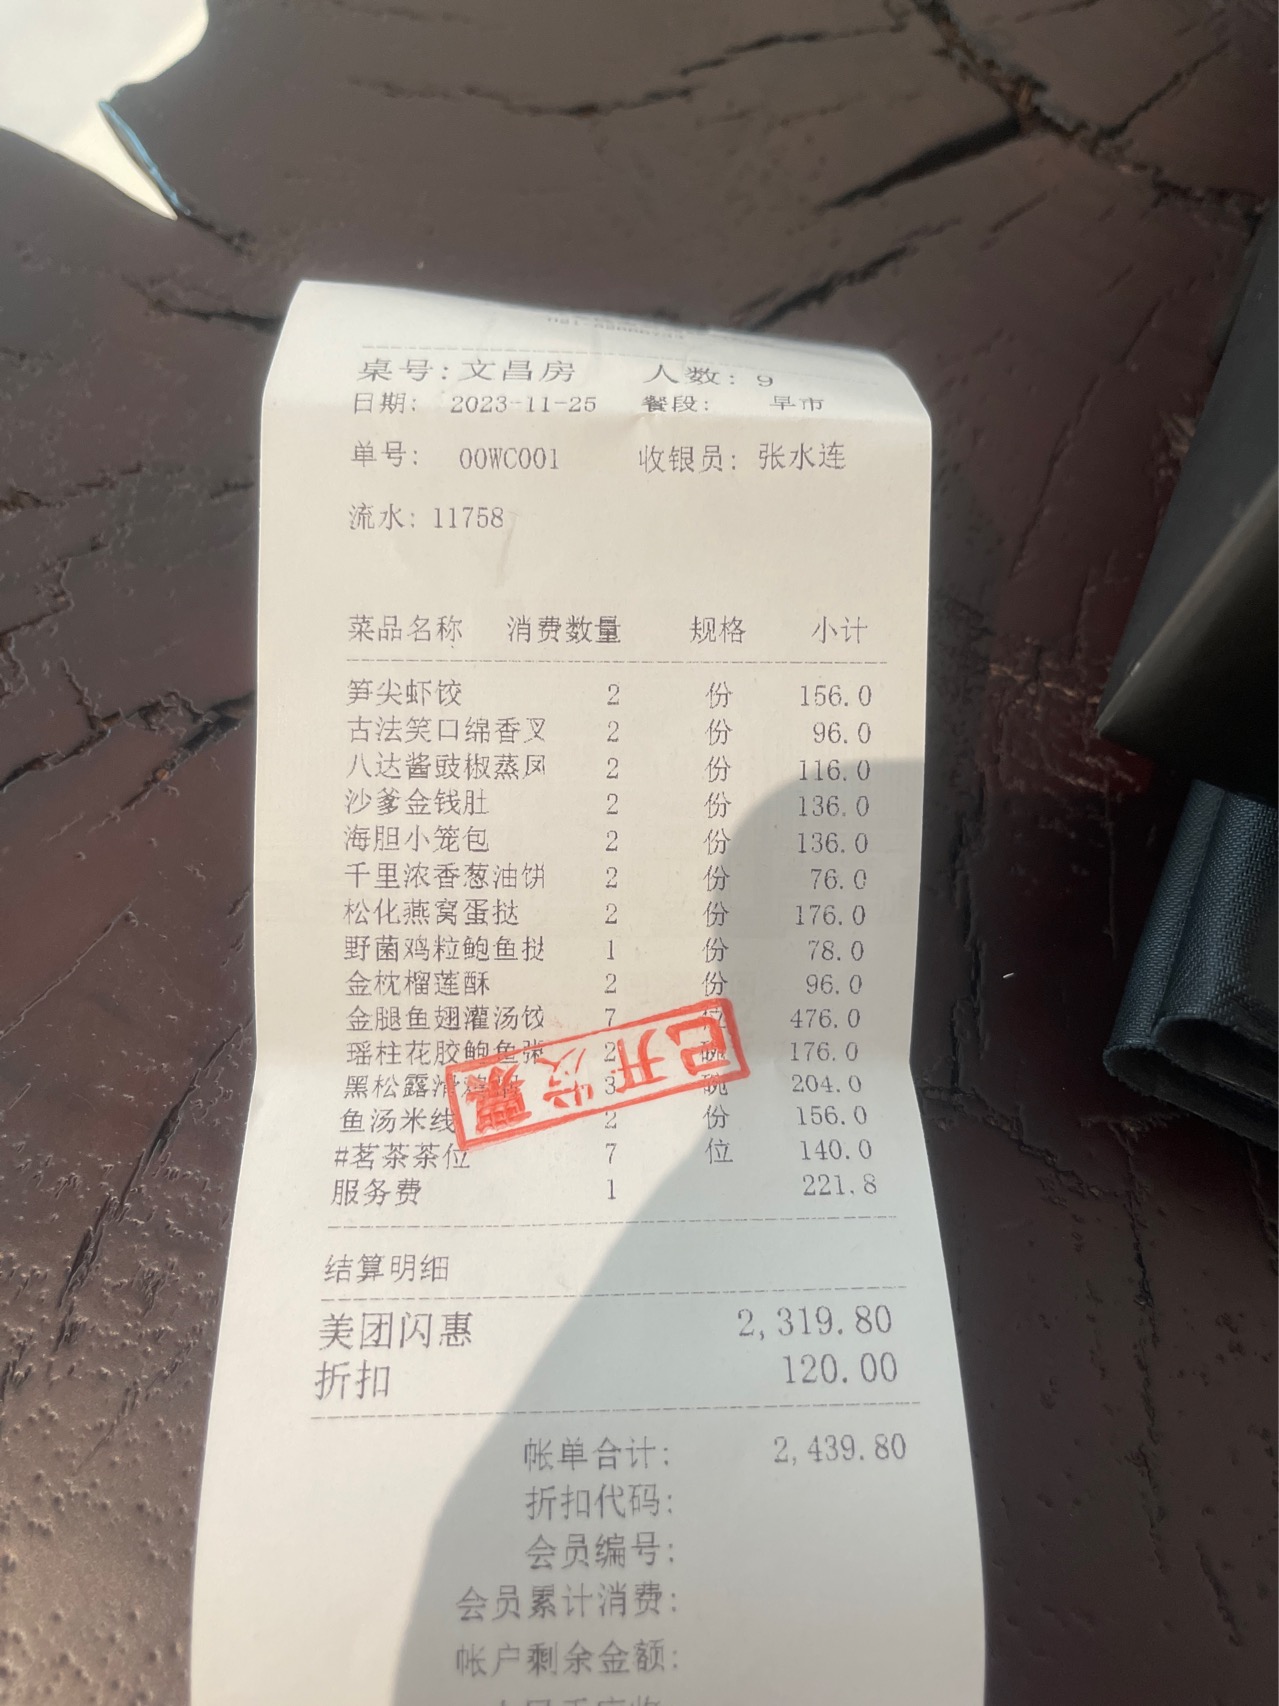 桌号: 文昌房 人数: 9
日期: 2023-11-25 餐段: 早市
单号: 00WC001 收银员: 张水连
流水: 11758
菜品名称 消费数量 规格 小计
笋尖虾饺 2 份 156.0
古法笑口绵香叉 2 份 96.0
八达酱豉椒蒸凤 2 份 116.0
沙爹金钱肚 2 份 136.0
海胆小笼包 2 份 136.0
千里浓香葱油饼 2 份 76.0
松化燕窝蛋挞 2 份 176.0
野菌鸡粒鲍鱼挞 1 份 78.0
金枕榴莲酥 2 份 96.0
金腿鱼翅灌汤饺 7 476.0
瑶柱花胶鲍鱼粥 2 碗 176.0
黑松露滑鸡 3 碗 204.0
鱼汤米线 2 份 156.0
#茗茶茶位 7 位 140.0
服务费 1 221.8
已开发票
结算明细
美团闪惠 2,319.80
折扣 120.00
帐单合计: 2,439.80
折扣代码:
会员编号:
会员累计消费:
帐户剩余金额: